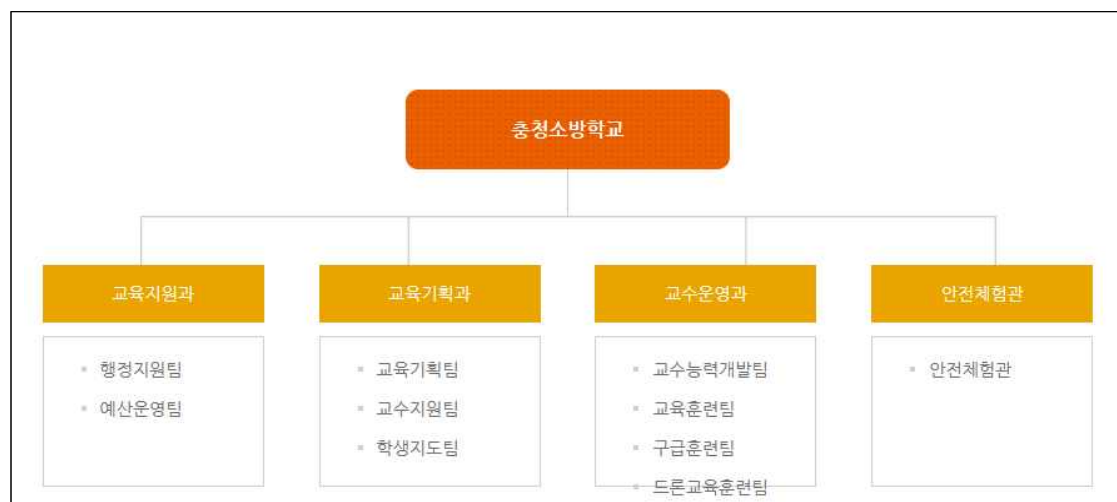 충청소방학교
교육지원과
행정지원팀
예산운영팀
교육기획과
교육기획팀
교수지원팀
학생지도팀
교수운영과
교수능력개발팀
교육훈련팀
구급훈련팀
드론교육훈련팀
안전체험관
안전체험관